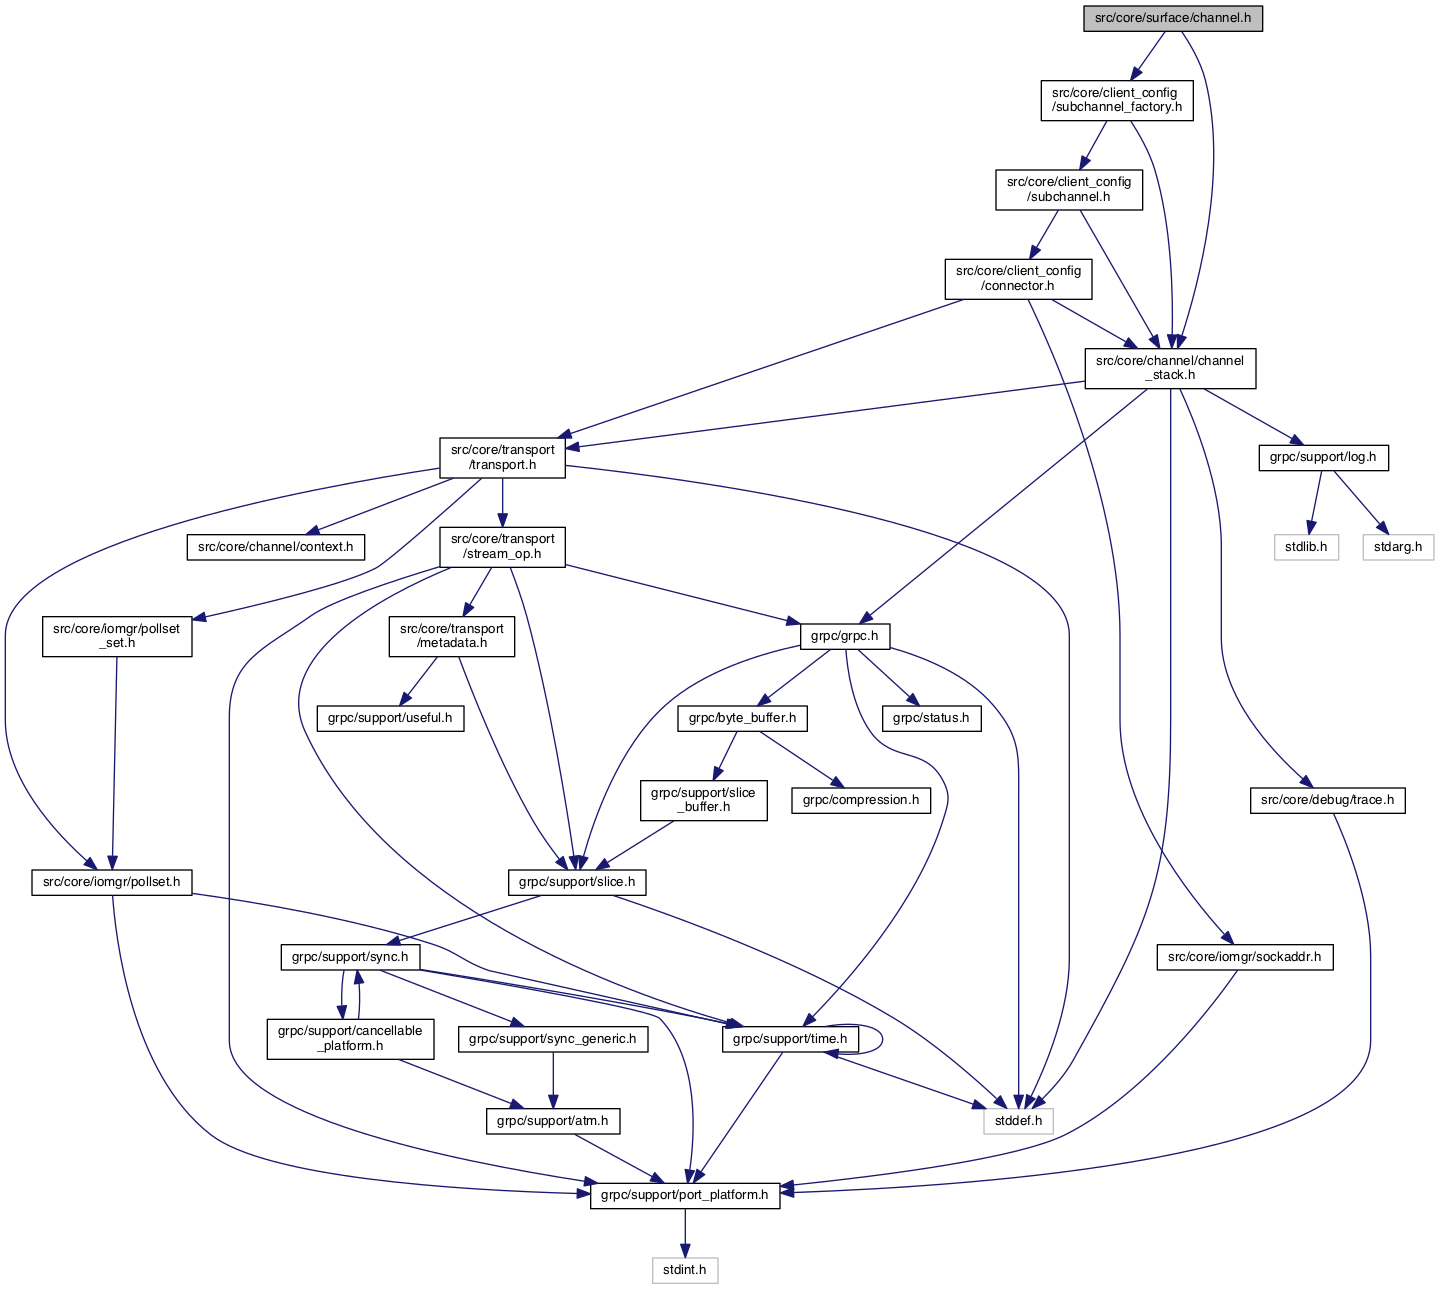 src/core/surface/channel.h
src/core/client_config
/subchannel_factory.h
src/core/client_config
/subchannel.h
src/core/client_config
/connector.h
src/core/channel/channel
_stack.h
src/core/transport
/transport.h
grpc/support/log.h
src/core/channel/context.h
src/core/transport
/stream_op.h
stdlib.h
stdarg.h
src/core/iomgr/pollset
_set.h
src/core/transport
/metadata.h
grpc/grpc.h
grpc/support/useful.h
grpc/byte_buffer.h
grpc/status.h
grpc/support/slice
_buffer.h
grpc/compression.h
src/core/debug/trace.h
src/core/iomgr/pollset.h
grpc/support/slice.h
grpc/support/sync.h
src/core/iomgr/sockaddr.h
grpc/support/cancellable
_platform.h
grpc/support/sync_generic.h
grpc/support/time.h
grpc/support/atm.h
stddef.h
grpc/support/port_platform.h
stdint.h